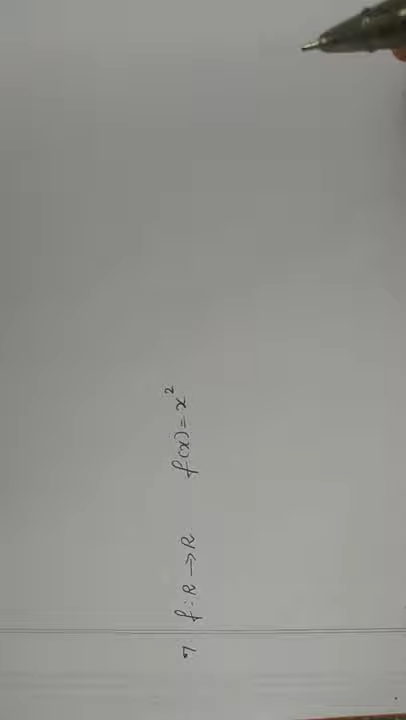 7. f: R → R f(x) = x²